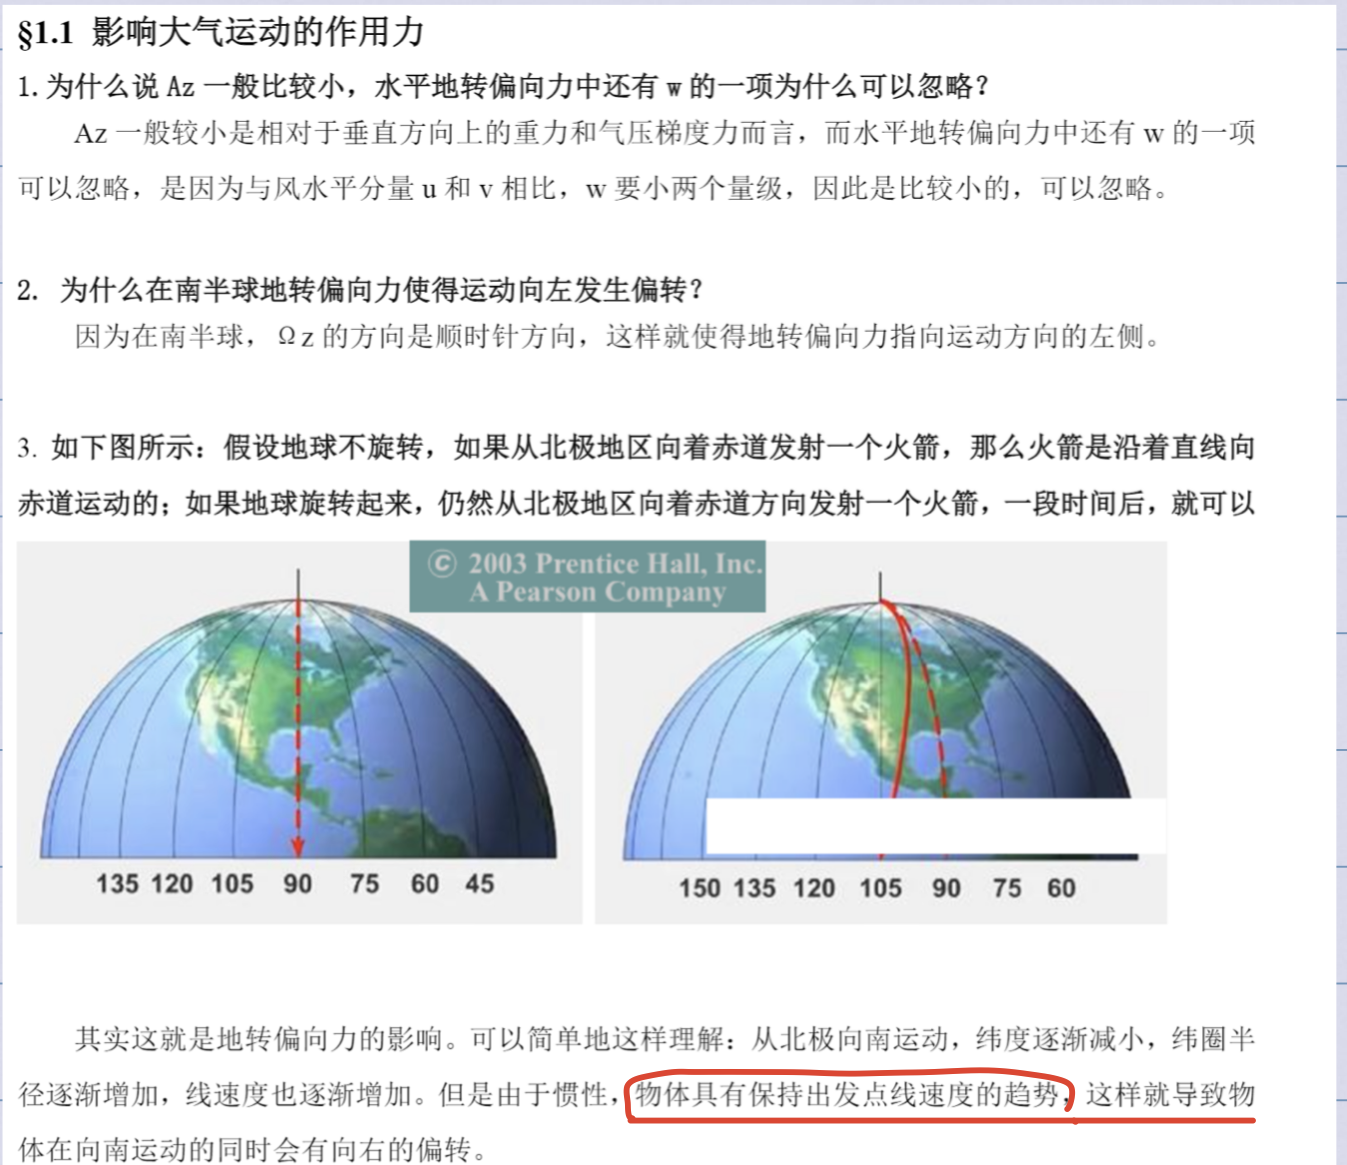 §1.1 影响大气运动的作用力
1. 为什么说 Az 一般比较小，水平地转偏向力中还有 w 的一项为什么可以忽略？
Az 一般较小是相对于垂直方向上的重力和气压梯度力而言，而水平地转偏向力中还有 w 的一项
可以忽略，是因为与风水平分量 u 和 v 相比，w 要小两个量级，因此是比较小的，可以忽略。
2. 为什么在南半球地转偏向力使得运动向左发生偏转？
因为在南半球，Ωz 的方向是顺时针方向，这样就使得地转偏向力指向运动方向的左侧。
3. 如下图所示：假设地球不旋转，如果从北极地区向着赤道发射一个火箭，那么火箭是沿着直线向
赤道运动的；如果地球旋转起来，仍然从北极地区向着赤道方向发射一个火箭，一段时间后，就可以
© 2003 Prentice Hall, Inc.
A Pearson Company
135 120 105 90 75 60 45
150 135 120 105 90 75 60
其实这就是地转偏向力的影响。可以简单地这样理解：从北极向南运动，纬度逐渐减小，纬圈半
径逐渐增加，线速度也逐渐增加。但是由于惯性，物体具有保持出发点线速度的趋势，这样就导致物
体在向南运动的同时会有向右的偏转。